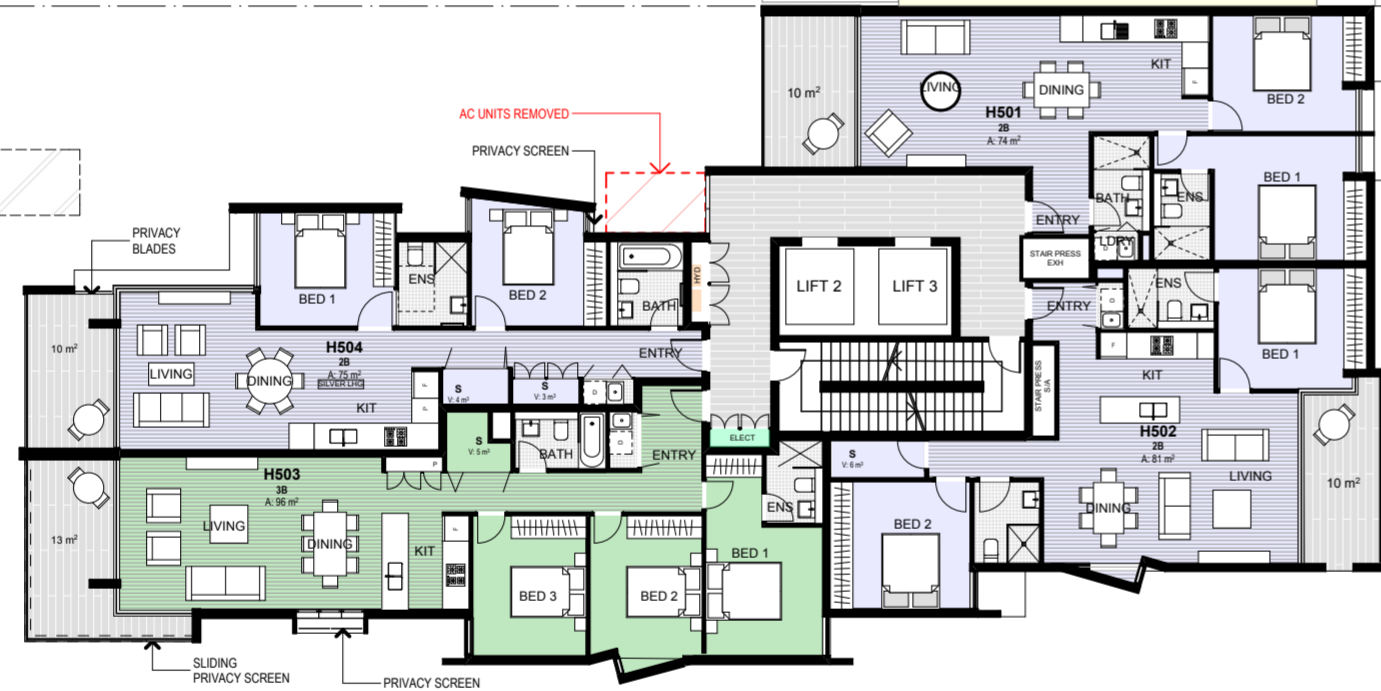 AC UNITS REMOVED
PRIVACY SCREEN
PRIVACY
BLADES
10 m²
LIVING
DINING
KIT
H501
2B
A: 74 m²
BED 2
BED 1
BATH
ENS
ENTRY
LDRY
D
F
STAIR PRESS
EXH
LIFT 2
LIFT 3
HYD
BED 1
ENS
BED 2
BATH
10 m²
H504
2B
A: 75 m²
SILVER LHG
LIVING
DINING
KIT
ENTRY
F
F
S
V: 4 m³
S
V: 3 m³
D
ELECT
STAIR PRESS
S/A
ENTRY
D
ENS
F
KIT
BED 1
H502
2B
A: 81 m²
LIVING
DINING
10 m²
S
V: 6 m³
BED 2
13 m²
H503
3B
A: 96 m²
LIVING
DINING
KIT
P
F
S
V: 5 m³
BATH
D
ENTRY
ENS
BED 3
BED 2
BED 1
SLIDING
PRIVACY SCREEN
PRIVACY SCREEN